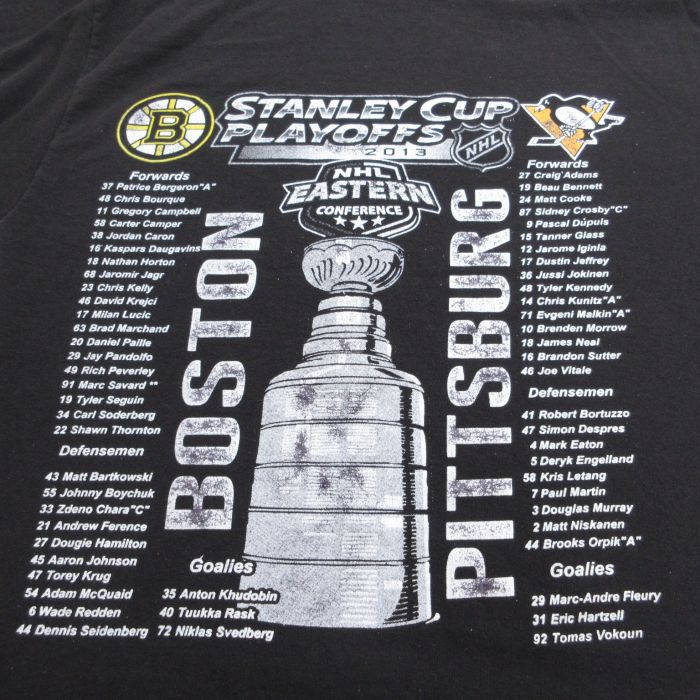 B
STANLEY CUP
PLAYOFFS
2013
NHL
NHL
EASTERN
CONFERENCE
BOSTON
Forwards
37 Patrice Bergeron"A"
48 Chris Bourque
11 Gregory Campbell
58 Carter Camper
38 Jordan Caron
16 Kaspars Daugavins
18 Nathan Horton
68 Jaromir Jagr
23 Chris Kelly
46 David Krejci
17 Milan Lucic
63 Brad Marchand
20 Daniel Paille
29 Jay Pandolfo
49 Rich Peverley
91 Marc Savard **
19 Tyler Seguin
34 Carl Soderberg
22 Shawn Thornton
Defensemen
43 Matt Bartkowski
55 Johnny Boychuk
33 Zdeno Chara"C"
21 Andrew Ference
27 Dougie Hamilton
45 Aaron Johnson
47 Torey Krug
54 Adam McQuaid
6 Wade Redden
44 Dennis Seidenberg
Goalies
35 Anton Khudobin
40 Tuukka Rask
72 Niklas Svedberg
PITTSBURG
Forwards
27 Craig Adams
19 Beau Bennett
24 Matt Cooke
87 Sidney Crosby"C"
9 Pascal Dupuis
15 Tanner Glass
12 Jarome Iginla
17 Dustin Jeffrey
36 Jussi Jokinen
48 Tyler Kennedy
14 Chris Kunitz"A"
71 Evgeni Malkin"A"
10 Brenden Morrow
18 James Neal
16 Brandon Sutter
46 Joe Vitale
Defensemen
41 Robert Bortuzzo
47 Simon Despres
4 Mark Eaton
5 Deryk Engelland
58 Kris Letang
7 Paul Martin
3 Douglas Murray
2 Matt Niskanen
44 Brooks Orpik"A"
Goalies
29 Marc-Andre Fleury
31 Eric Hartzell
92 Tomas Vokoun